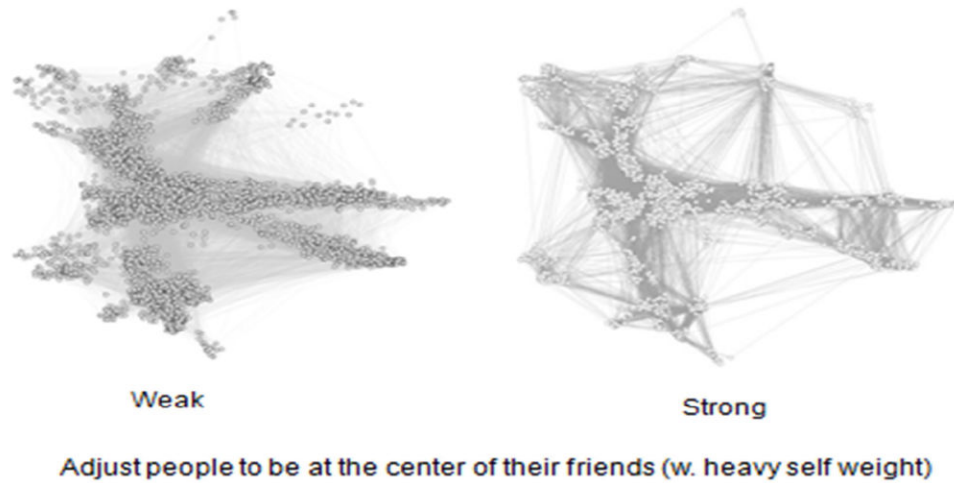 Weak
Strong
Adjust people to be at the center of their friends (w. heavy self weight)